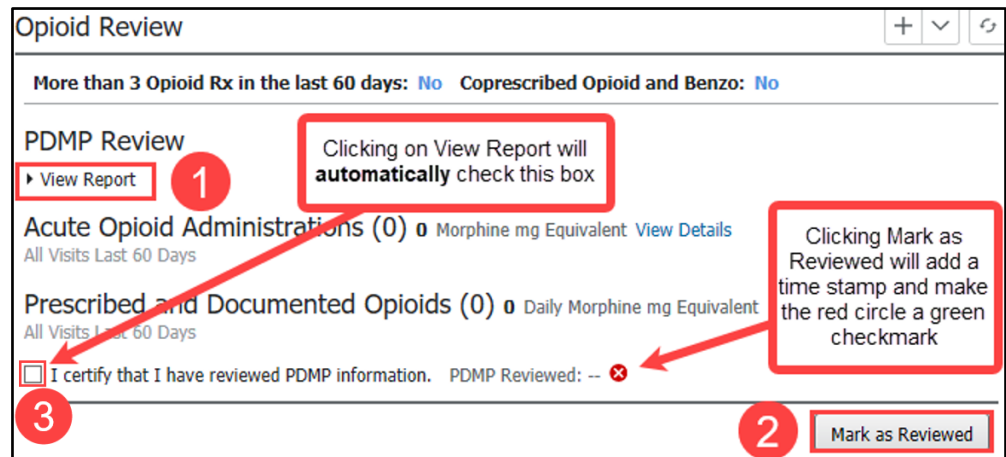 Opioid Review
More than 3 Opioid Rx in the last 60 days: No Coprescribed Opioid and Benzo: No
PDMP Review
View Report
1
Clicking on View Report will
automatically check this box
Acute Opioid Administrations (0) 0 Morphine mg Equivalent View Details
All Visits Last 60 Days
Clicking Mark as
Reviewed will add a
time stamp and make
the red circle a green
checkmark
Prescribed and Documented Opioids (0) 0 Daily Morphine mg Equivalent
All Visits Last 60 Days
I certify that I have reviewed PDMP information. PDMP Reviewed: --
3
2
Mark as Reviewed